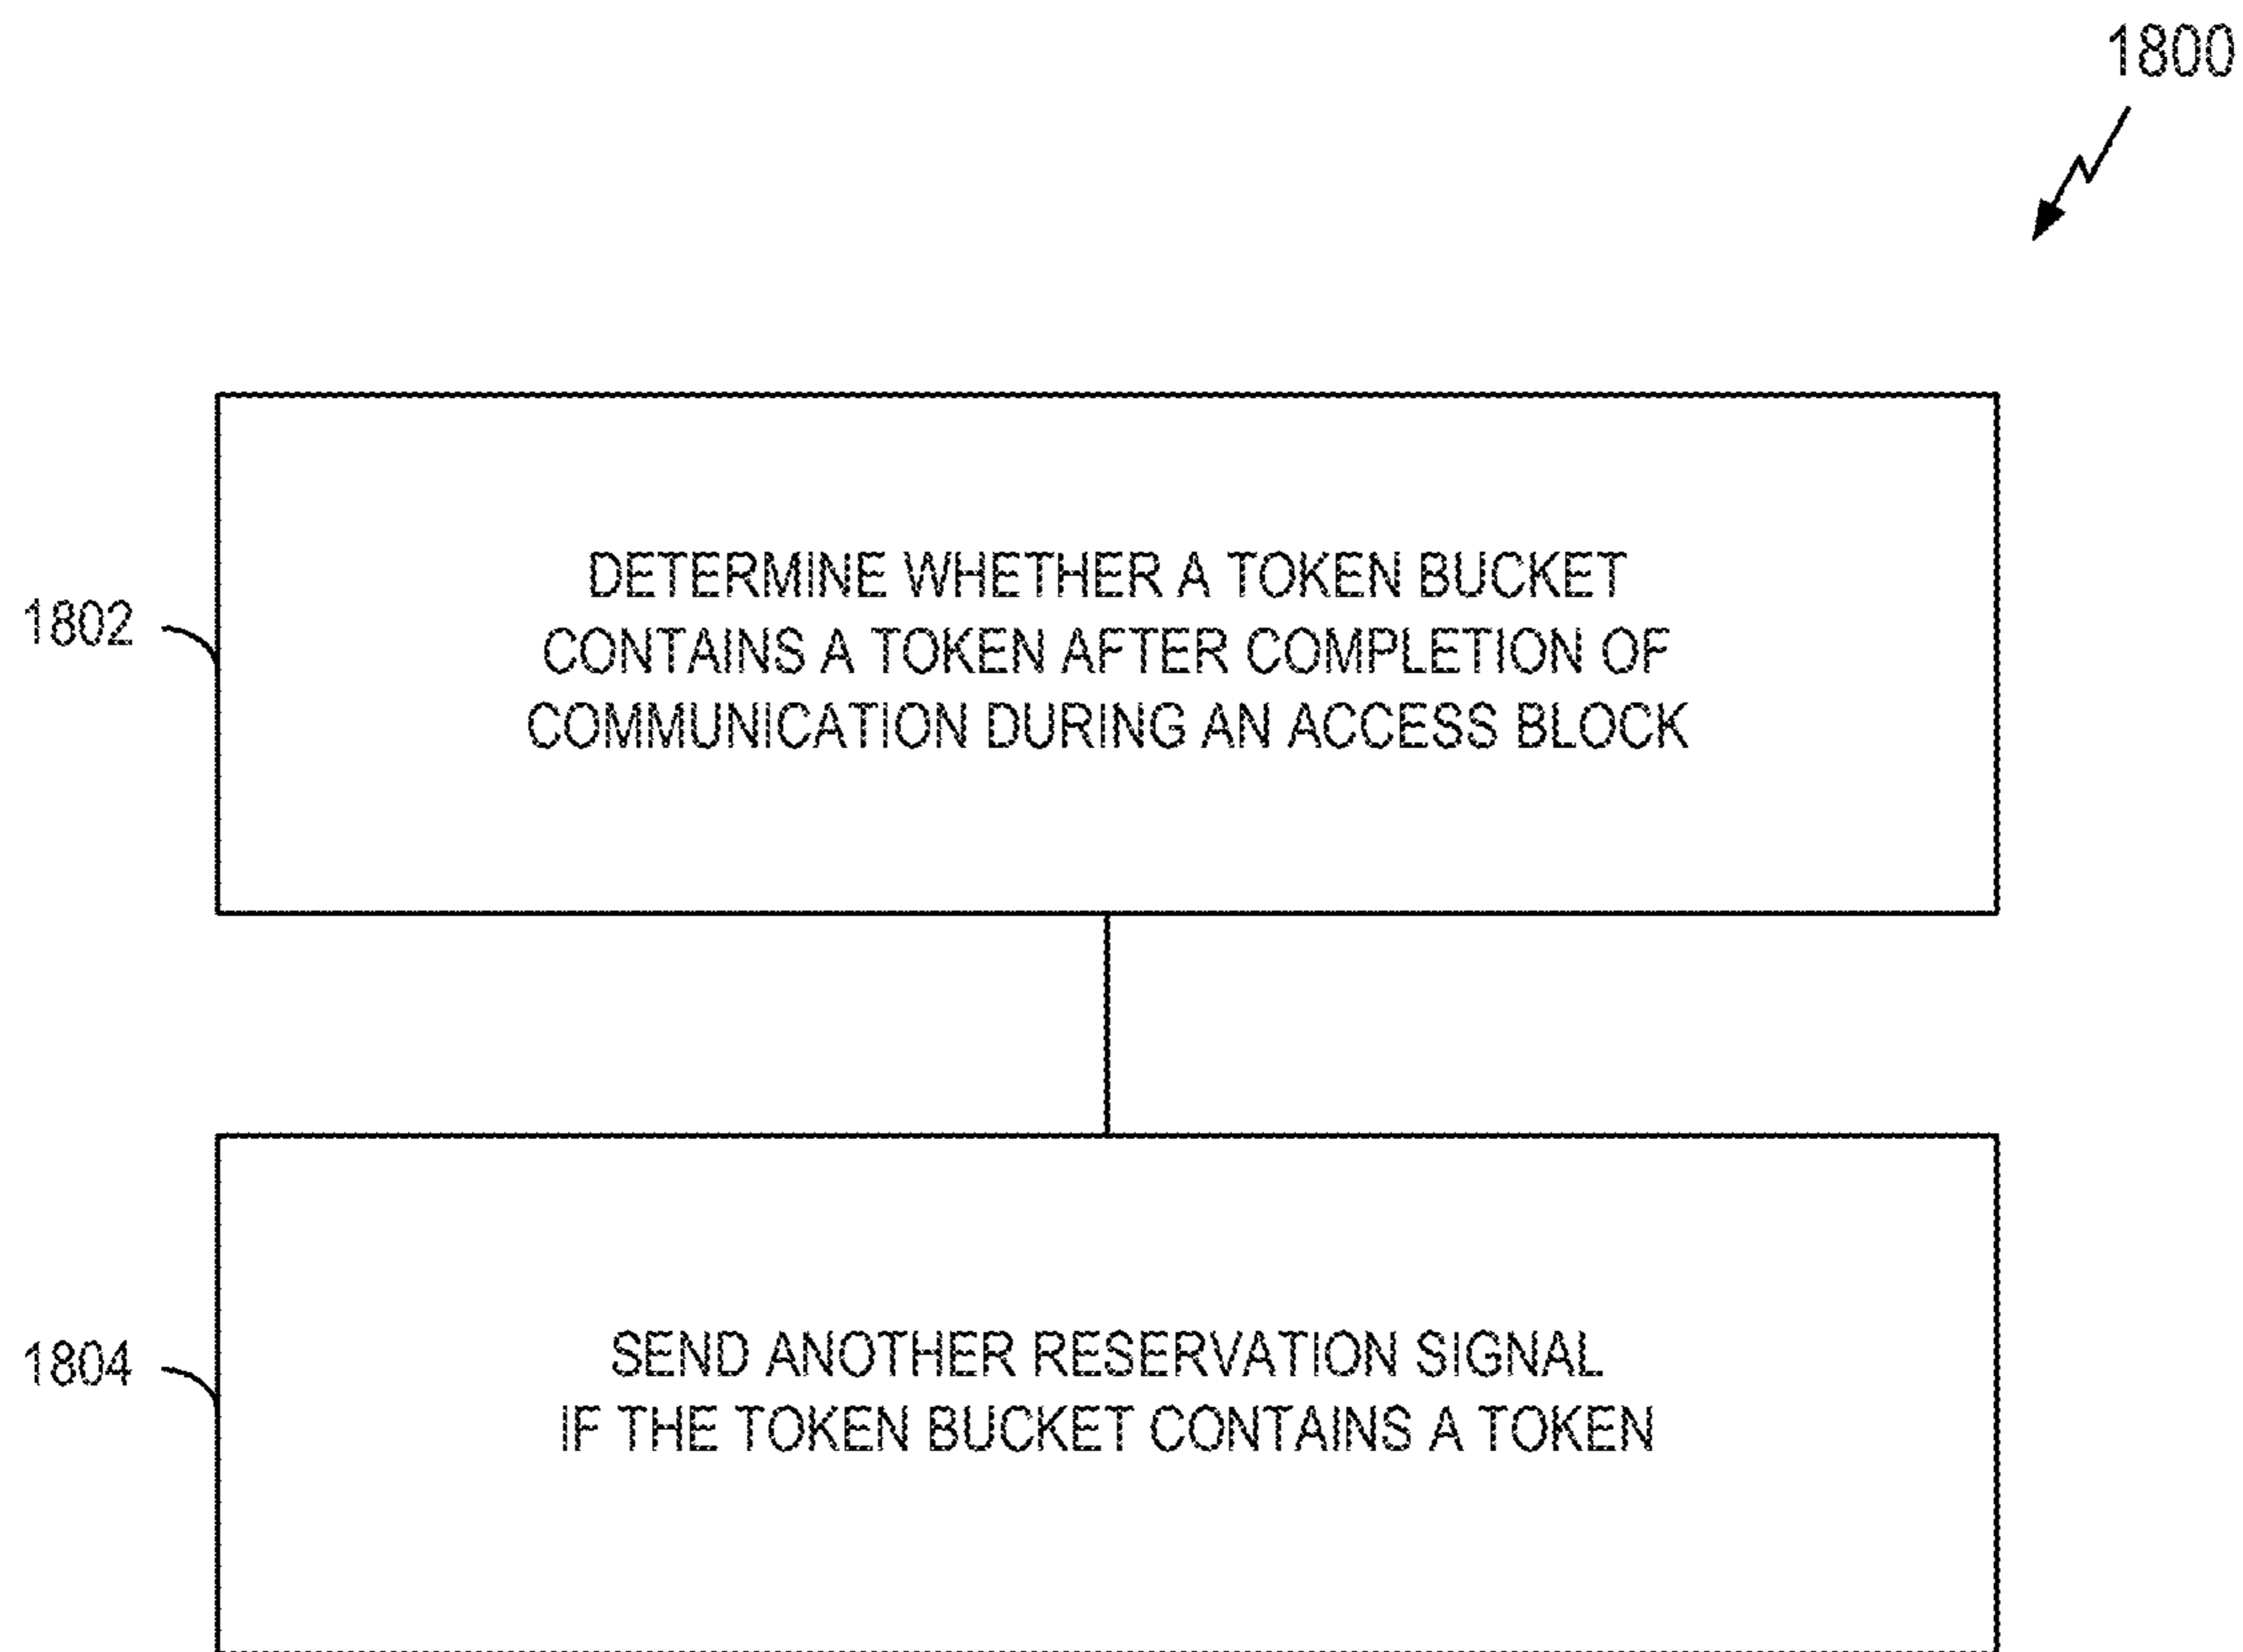 1800
DETERMINE WHETHER A TOKEN BUCKET
CONTAINS A TOKEN AFTER COMPLETION OF
COMMUNICATION DURING AN ACCESS BLOCK
1802
SEND ANOTHER RESERVATION SIGNAL
IF THE TOKEN BUCKET CONTAINS A TOKEN
1804